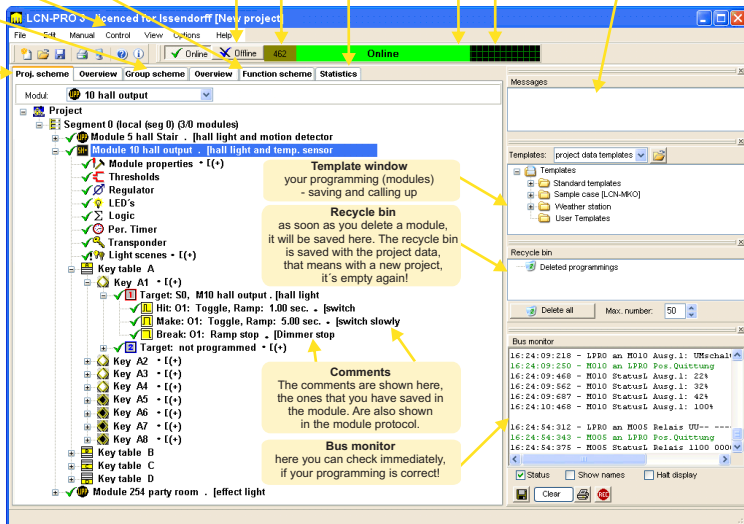 LCN-PRO 3 - licenced for Issendorff [New project]
File Edit Manual Control View Options Help
Online Offline 462 Online
Proj. scheme Overview Group scheme Overview Function scheme Statistics
Modul: 10 hall output
Project
Segment 0 (local (seg 0) (3/0 modules)
Module 5 hall Stair . [hall light and motion detector
Module 10 hall output . [hall light and temp. sensor
Module properties • [(+)
Thresholds
Regulator
LED´s
Logic
Per. Timer
Transponder
Light scenes • [(+)
Key table A
Key A1 • [(+)
Target: S0, M10 hall output . [hall light
Hit: O1: Toggle, Ramp: 1.00 sec. • [switch
Make: O1: Toggle, Ramp: 5.00 sec. • [switch slowly
Break: O1: Ramp stop . [Dimmer stop
Target: not programmed • [(+)
Key A2 • [(+)
Key A3 • [(+)
Key A4 • [(+)
Key A5 • [(+)
Key A6 • [(+)
Key A7 • [(+)
Key A8 • [(+)
Key table B
Key table C
Key table D
Module 254 party room . [effect light
Template window
your programming (modules)
- saving and calling up
Recycle bin
as soon as you delete a module,
it will be saved here. The recycle bin
is saved with the project data,
that means with a new project,
it´s empty again!
Comments
The comments are shown here,
the ones that you have saved in
the module. Are also shown
in the module protocol.
Bus monitor
here you can check immediately,
if your programming is correct!
Messages
Templates: project data templates
Templates
Standard templates
Sample case [LCN-MKO]
Weather station
User Templates
Recycle bin
Deleted programmings
Delete all Max. number: 50
Bus monitor
16:24:09:218 - LPRO an MO10 Ausg.1: UMschalt
16:24:09:250 - MO10 an LPRO Pos.Quittung
16:24:09:468 - MO10 StatusL Ausg.1: 22%
16:24:09:562 - MO10 StatusL Ausg.1: 32%
16:24:09:687 - MO10 StatusL Ausg.1: 42%
16:24:10:468 - MO10 StatusL Ausg.1: 100%
16:24:54:312 - LPRO an MO05 Relais UU-- ----
16:24:54:343 - MO05 an LPRO Pos.Quittung
16:24:54:375 - MO05 StatusL Relais 1100 0000
Status Show names Halt display
Clear